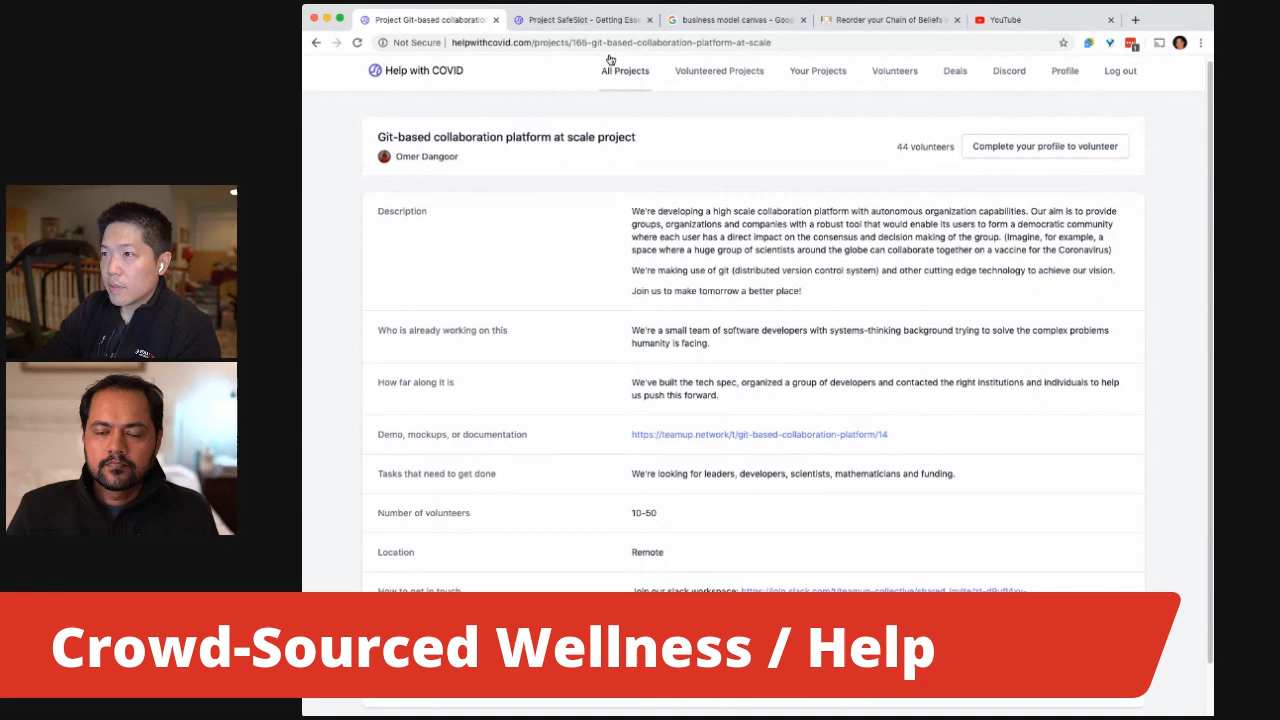 Project Git-based collaboratio
Project SafeSlot - Getting Esse
business model canvas - Goog
Reorder your Chain of Beliefs
YouTube
Not Secure | helpwithcovid.com/projects/165-git-based-collaboration-platform-at-scale
Help with COVID
All Projects
Volunteered Projects
Your Projects
Volunteers
Deals
Discord
Profile
Log out
Git-based collaboration platform at scale project
Omer Dangoor
44 volunteers
Complete your profile to volunteer
Description
We're developing a high scale collaboration platform with autonomous organization capabilities. Our aim is to provide
groups, organizations and companies with a robust tool that would enable its users to form a democratic community
where each user has a direct impact on the consensus and decision making of the group. (Imagine, for example, a
space where a huge group of scientists around the globe can collaborate together on a vaccine for the Coronavirus)
We're making use of git (distributed version control system) and other cutting edge technology to achieve our vision.
Join us to make tomorrow a better place!
Who is already working on this
We're a small team of software developers with systems-thinking background trying to solve the complex problems
humanity is facing.
How far along it is
We've built the tech spec, organized a group of developers and contacted the right institutions and individuals to help
us push this forward.
Demo, mockups, or documentation
https://teamup.network/t/git-based-collaboration-platform/14
Tasks that need to get done
We're looking for leaders, developers, scientists, mathematicians and funding.
Number of volunteers
10-50
Location
Remote
How to get in touch
Join our slack workspace:
Crowd-Sourced Wellness / Help